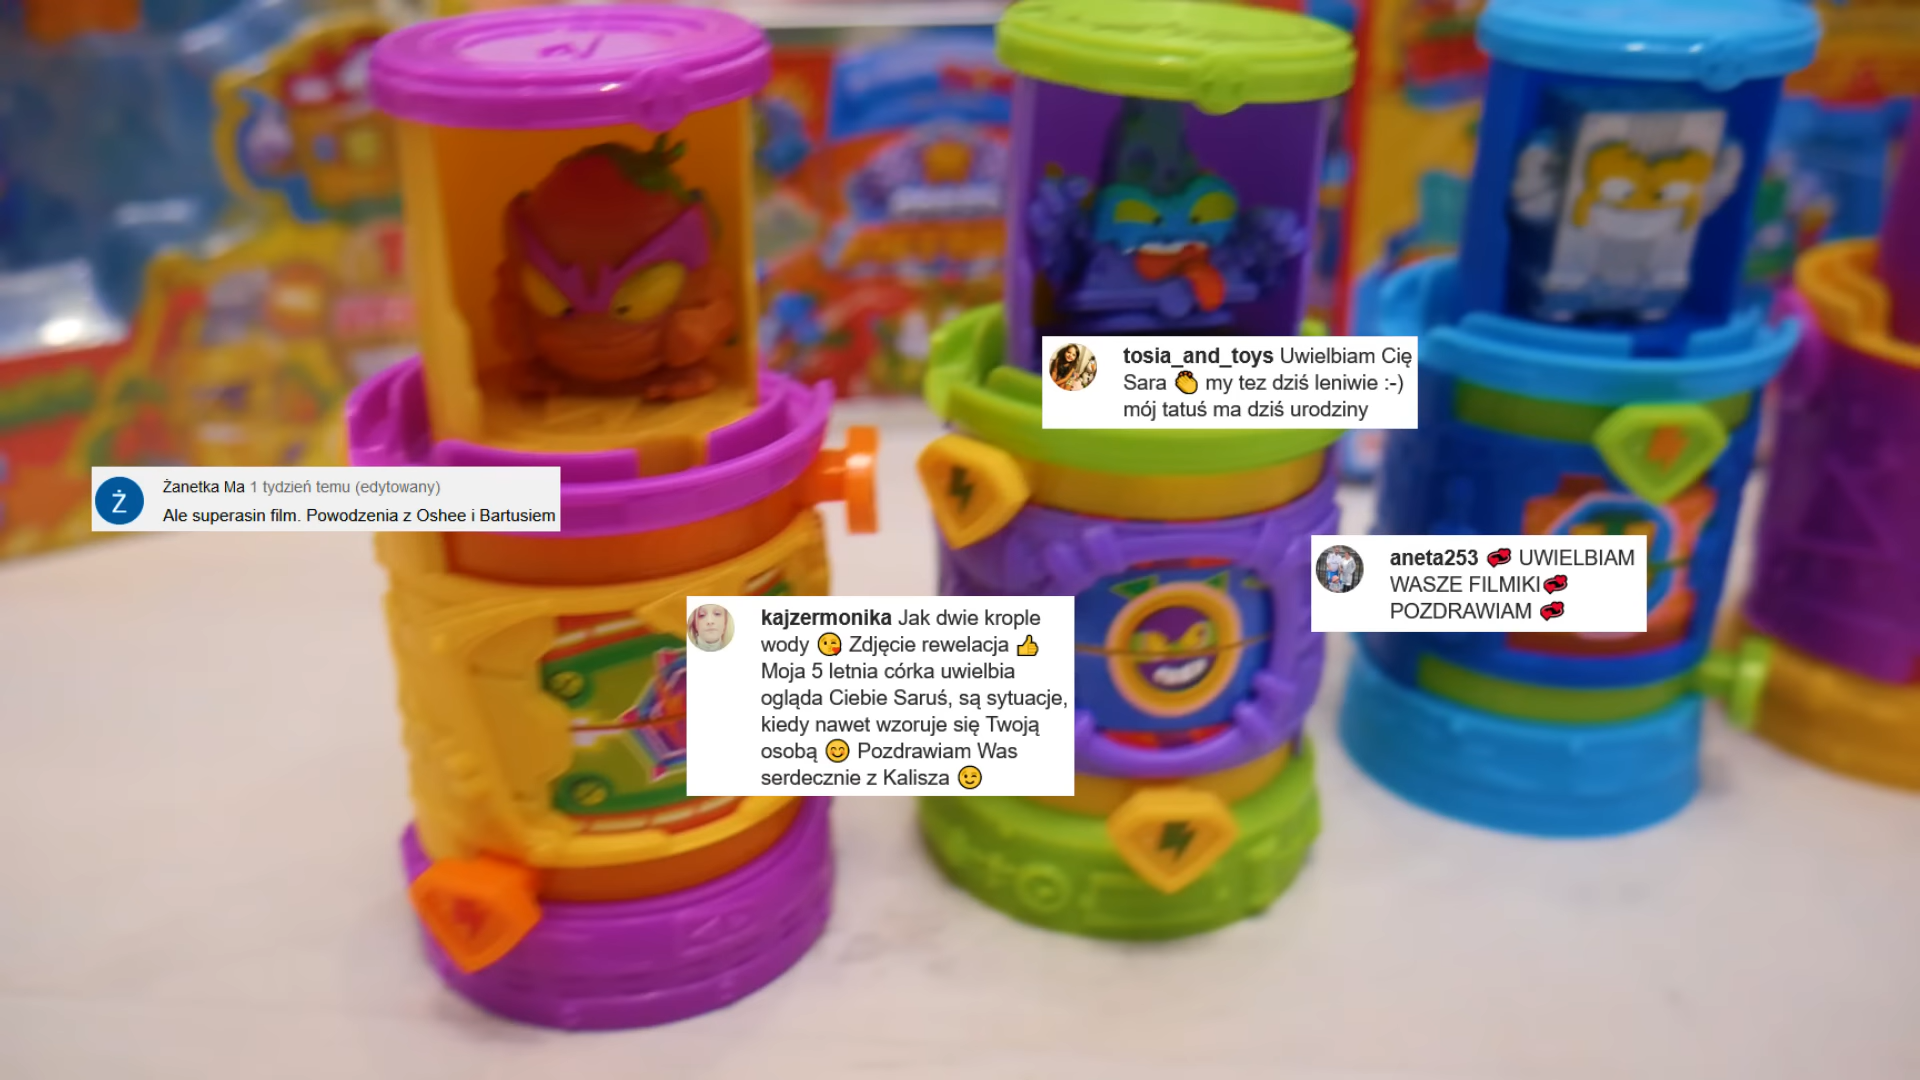 tosia_and_toys Uwielbiam Cię
Sara 👏 my tez dziś leniwie :-)
mój tatuś ma dziś urodziny
Żanetka Ma 1 tydzień temu (edytowany)
Ż
Ale superasin film. Powodzenia z Oshee i Bartusiem
aneta253 💞 UWIELBIAM
WASZE FILMIKI💞
POZDRAWIAM 💞
kajzermonika Jak dwie krople
wody 😘 Zdjęcie rewelacja 👍
Moja 5 letnia córka uwielbia
ogląda Ciebie Saruś, są sytuacje,
kiedy nawet wzoruje się Twoją
osobą 😊 Pozdrawiam Was
serdecznie z Kalisza 😉